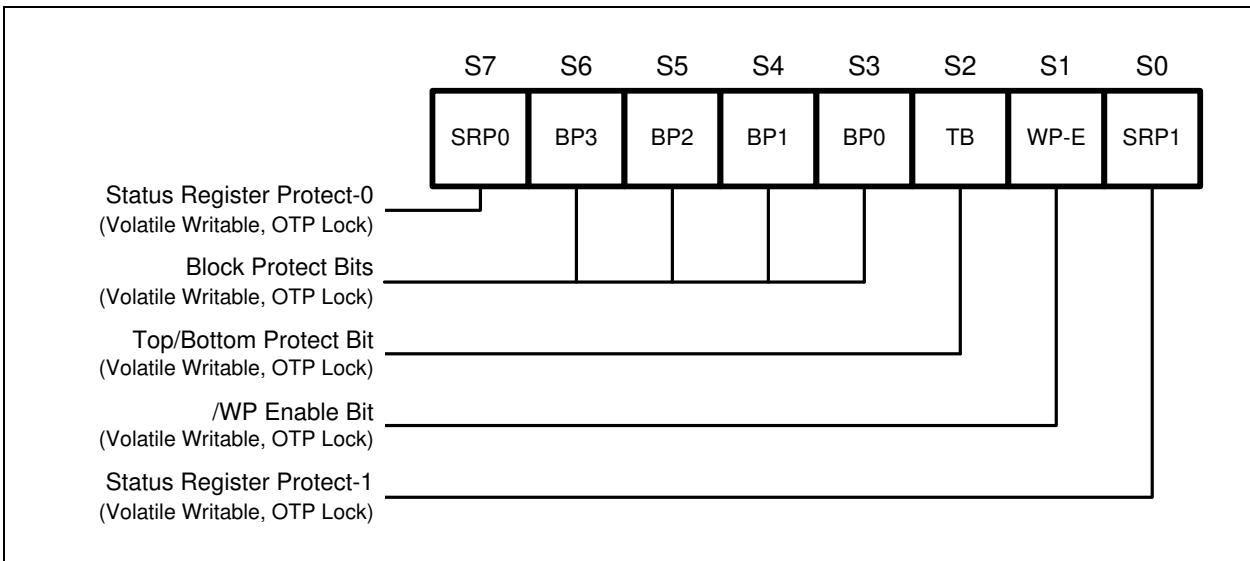 S7 S6 S5 S4 S3 S2 S1 S0
SRP0 BP3 BP2 BP1 BP0 TB WP-E SRP1
Status Register Protect-0
(Volatile Writable, OTP Lock)
Block Protect Bits
(Volatile Writable, OTP Lock)
Top/Bottom Protect Bit
(Volatile Writable, OTP Lock)
/WP Enable Bit
(Volatile Writable, OTP Lock)
Status Register Protect-1
(Volatile Writable, OTP Lock)